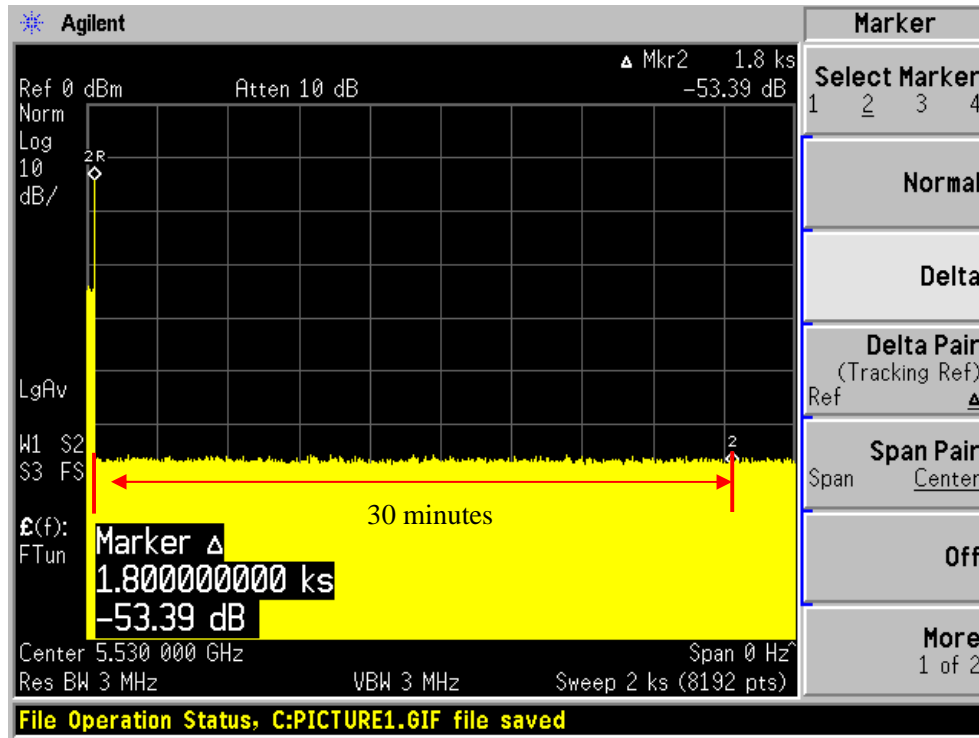 Agilent
Marker
Δ Mkr2 1.8 ks
Ref 0 dBm Atten 10 dB -53.39 dB
Norm
Log
10
dB/
2R
LgAv
W1 S2
S3 FS
2
30 minutes
£(f):
FTun
Marker Δ
1.800000000 ks
-53.39 dB
Center 5.530 000 GHz Span 0 Hz^
Res BW 3 MHz VBW 3 MHz Sweep 2 ks (8192 pts)
File Operation Status, C:PICTURE1.GIF file saved
Select Marker
1 2 3 4
Normal
Delta
Delta Pair
(Tracking Ref)
Ref Δ
Span Pair
Span Center
Off
More
1 of 2